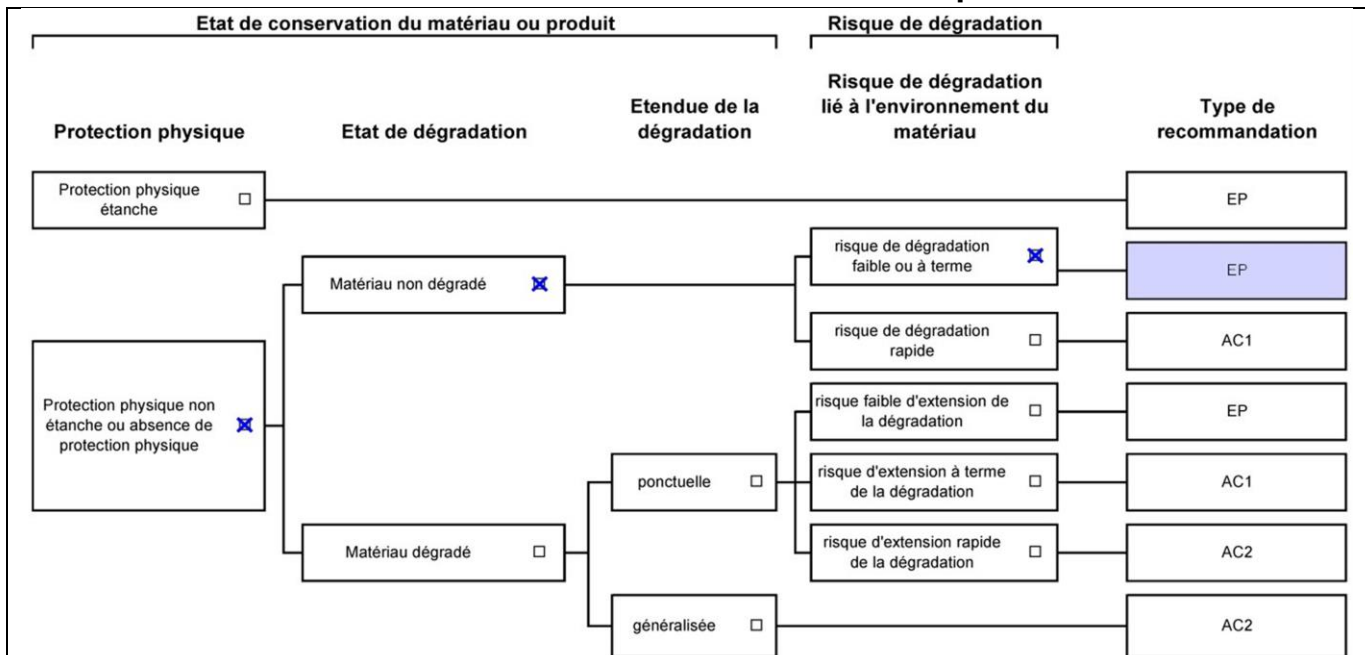 Etat de conservation du matériau ou produit
Risque de dégradation
Protection physique
Etat de dégradation
Etendue de la
dégradation
Risque de dégradation
lié à l'environnement du
matériau
Type de
recommandation
Protection physique
étanche
EP
Matériau non dégradé
risque de dégradation
faible ou à terme
EP
risque de dégradation
rapide
AC1
Protection physique non
étanche ou absence de
protection physique
risque faible d'extension de
la dégradation
EP
ponctuelle
risque d'extension à terme
de la dégradation
AC1
Matériau dégradé
risque d'extension rapide
de la dégradation
AC2
généralisée
AC2